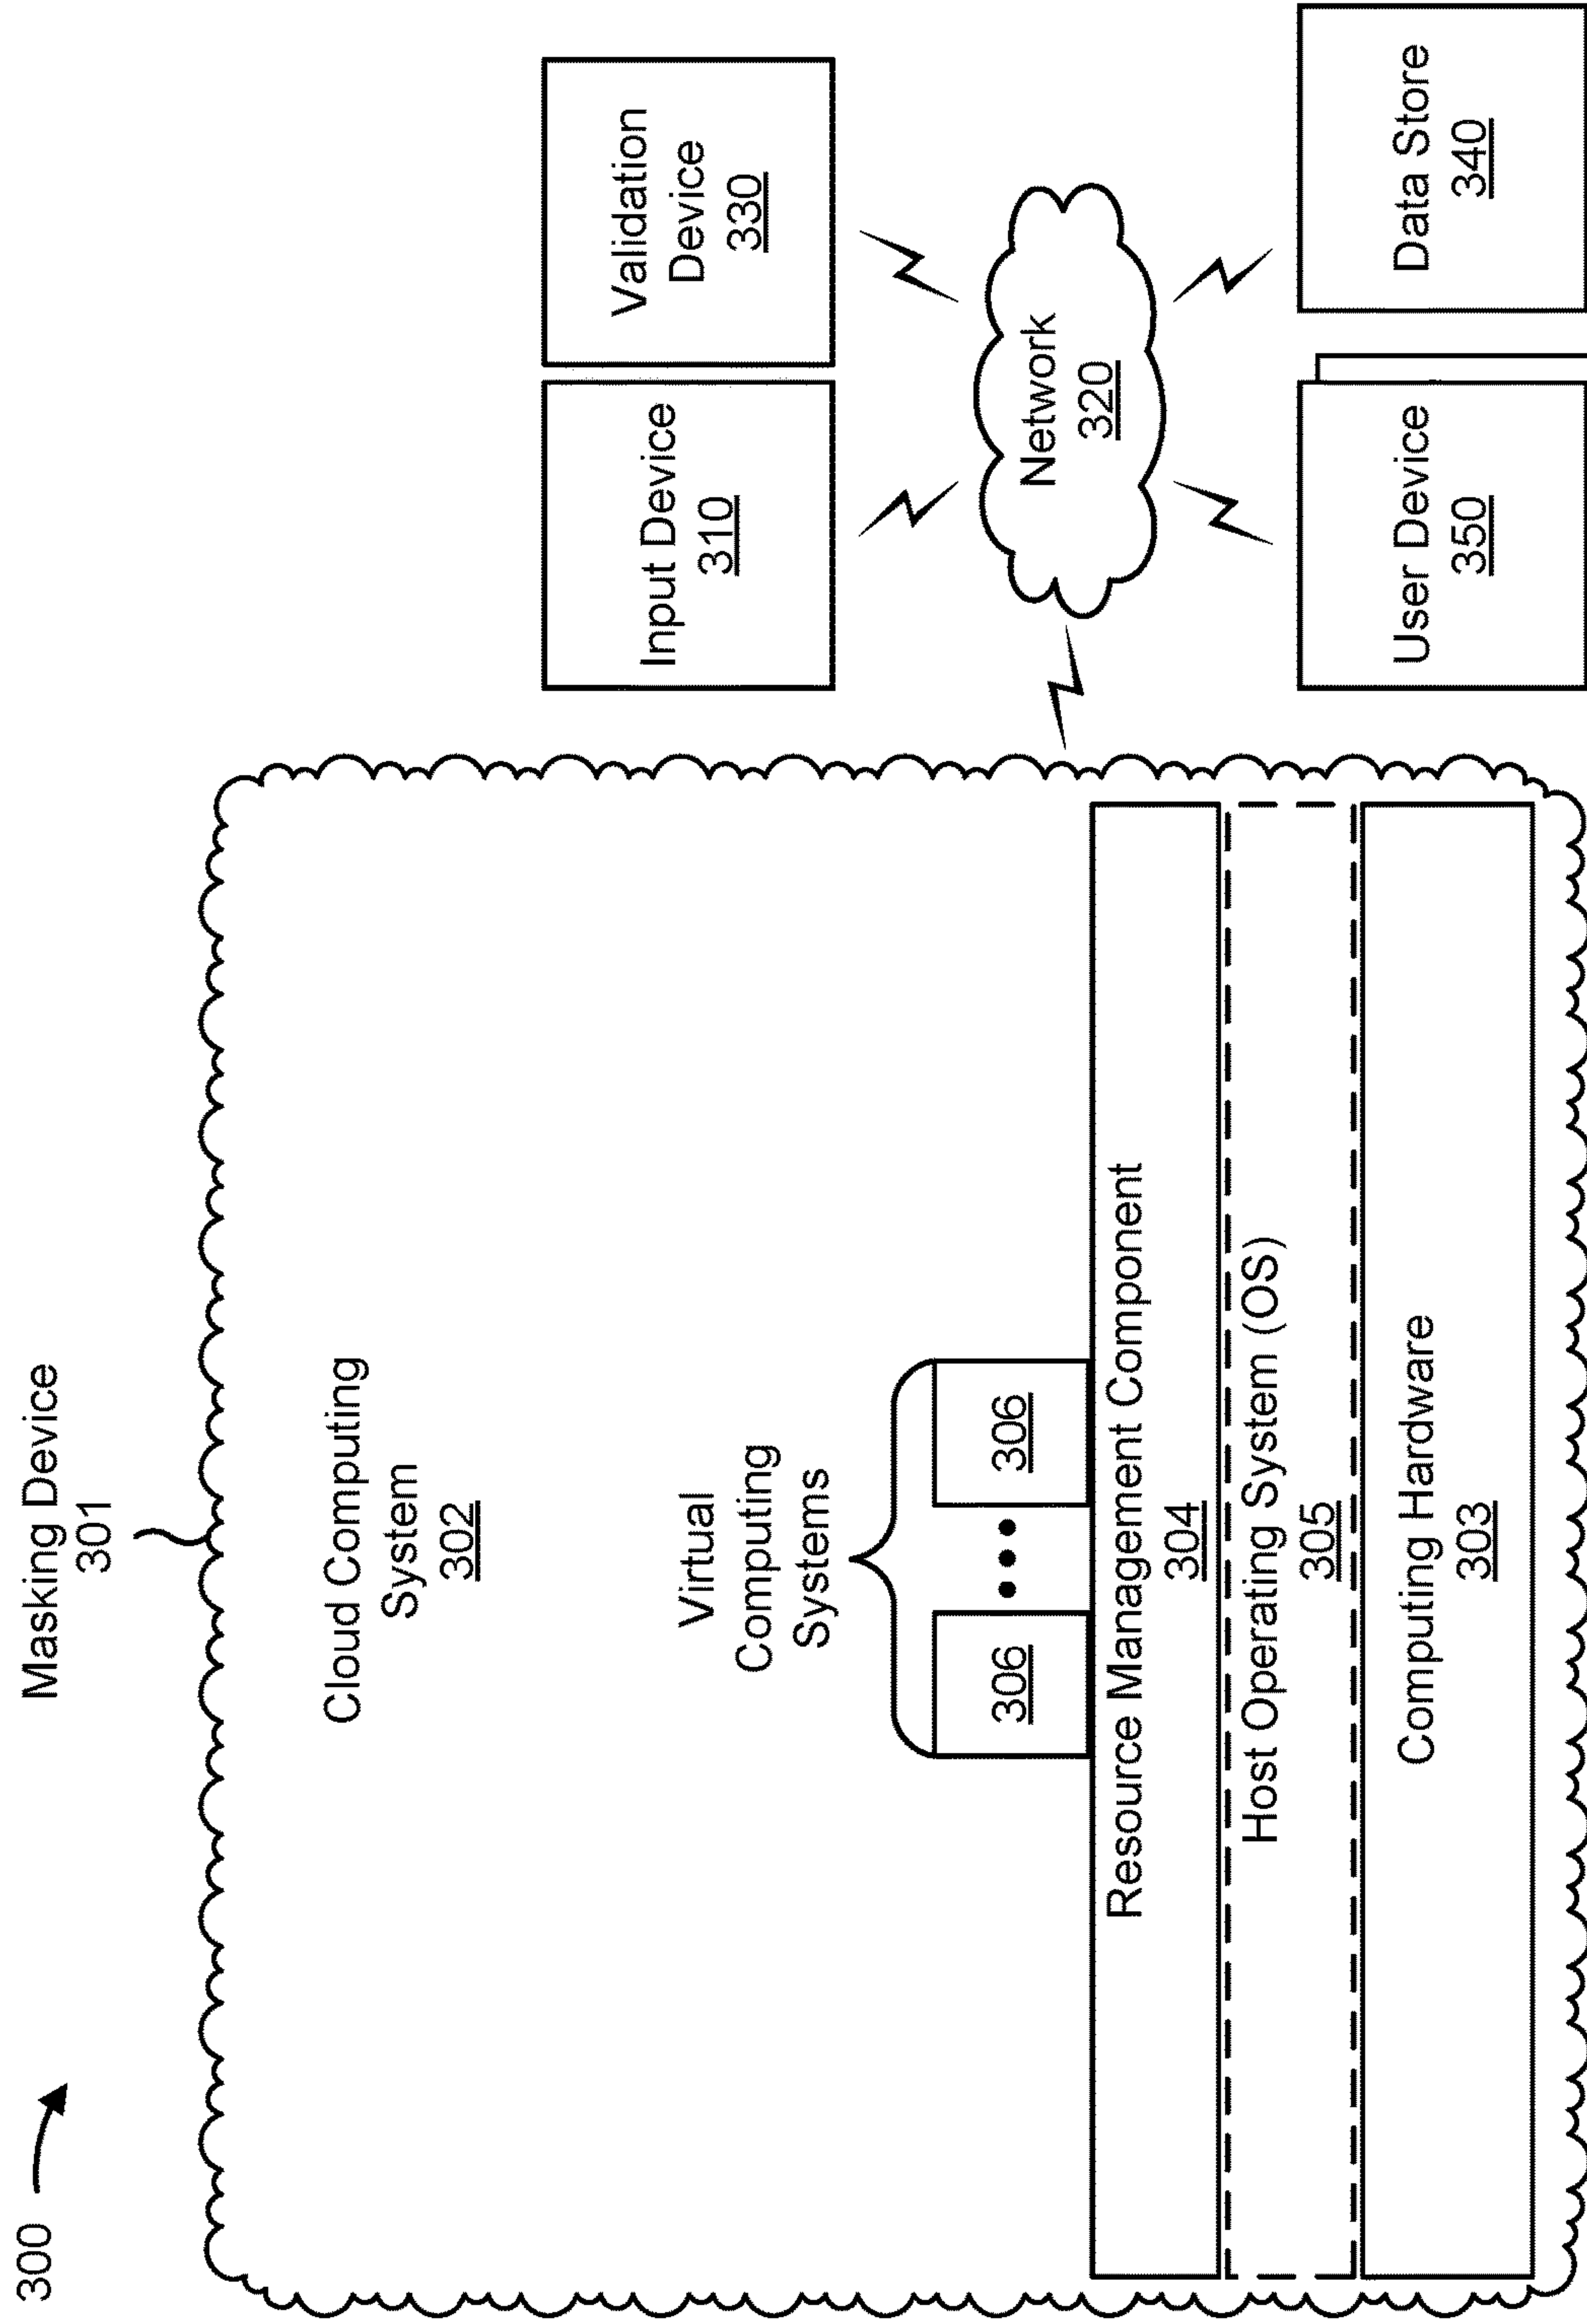 300
Masking Device
301
Cloud Computing
System
302
Virtual
Computing
Systems
306
306
Resource Management Component
304
Host Operating System (OS)
305
Computing Hardware
303
Input Device
310
Validation
Device
330
Network
320
User Device
350
Data Store
340